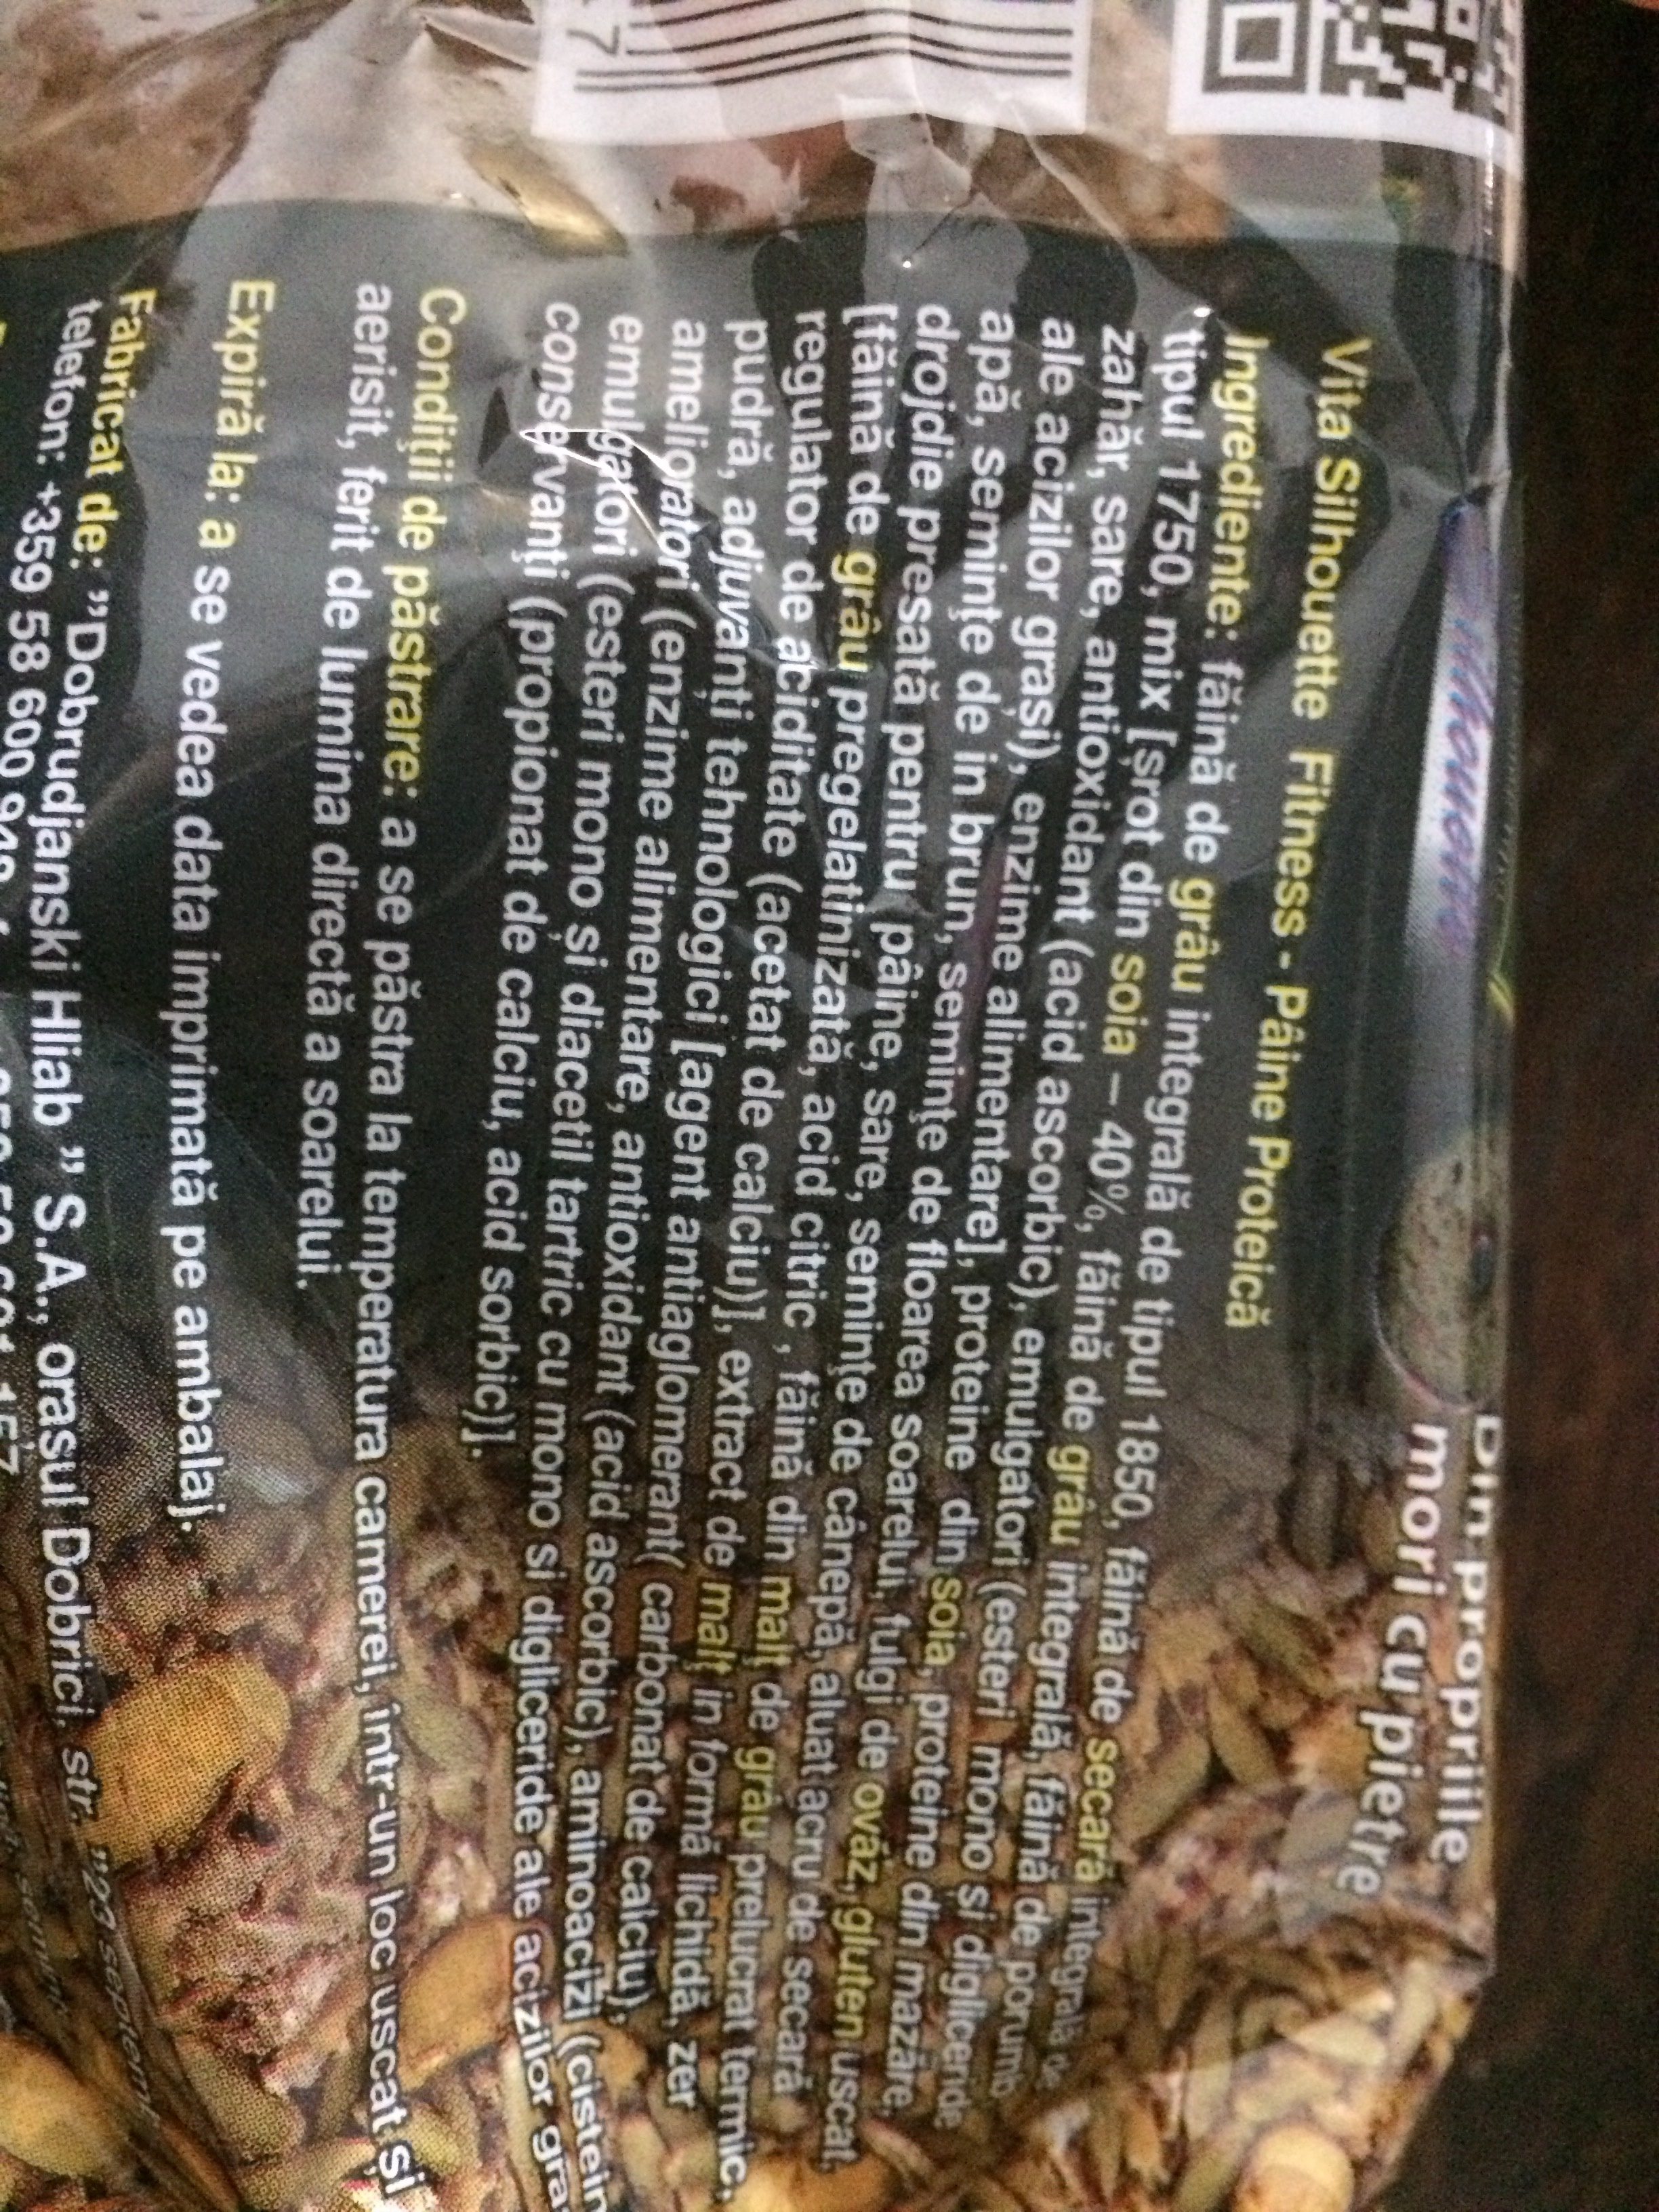 Din propriile
mori cu pietre
Vita Silhouette Fitness - Pâine Proteică
Ingrediente: făină de grâu integrală de tipul 1850, făină de secară integrală de
tipul 1750, mix [șrot din soia – 40%, făină de grâu integrală, făină de porumb
zahăr, sare, antioxidant (acid ascorbic), emulgatori (esteri mono și digliceride
ale acizilor grași), enzime alimentare], proteine din soia, proteine din mazăre,
apă, semințe de in brun, semințe de floarea soarelui, fulgi de ovăz, gluten uscat,
drojdie presată pentru pâine, sare, semințe de cânepă, aluat acru de secară
[făină de grâu pregelatinizată, acid citric , făină din malț de grâu prelucrat termic,
regulator de aciditate (acetat de calciu)], extract de malț in formă lichidă, zer
pudră, adjuvanți tehnologici [agent antiaglomerant( carbonat de calciu),
amelioratori (enzime alimentare, antioxidant (acid ascorbic), aminoacizi (cistein
emulgatori (esteri mono și diacetil tartric cu mono si digliceride ale acizilor gra
conservanți (propionat de calciu, acid sorbic)].
Condiții de păstrare: a se păstra la temperatura camerei, intr-un loc uscat și
aerisit, ferit de lumina directă a soarelui.
Expiră la: a se vedea data imprimată pe ambalaj.
Fabricat de: "Dobrudjanski Hliab " S.A., orasul Dobrici, str. "23 septemk
telefon: +359 58 600
7